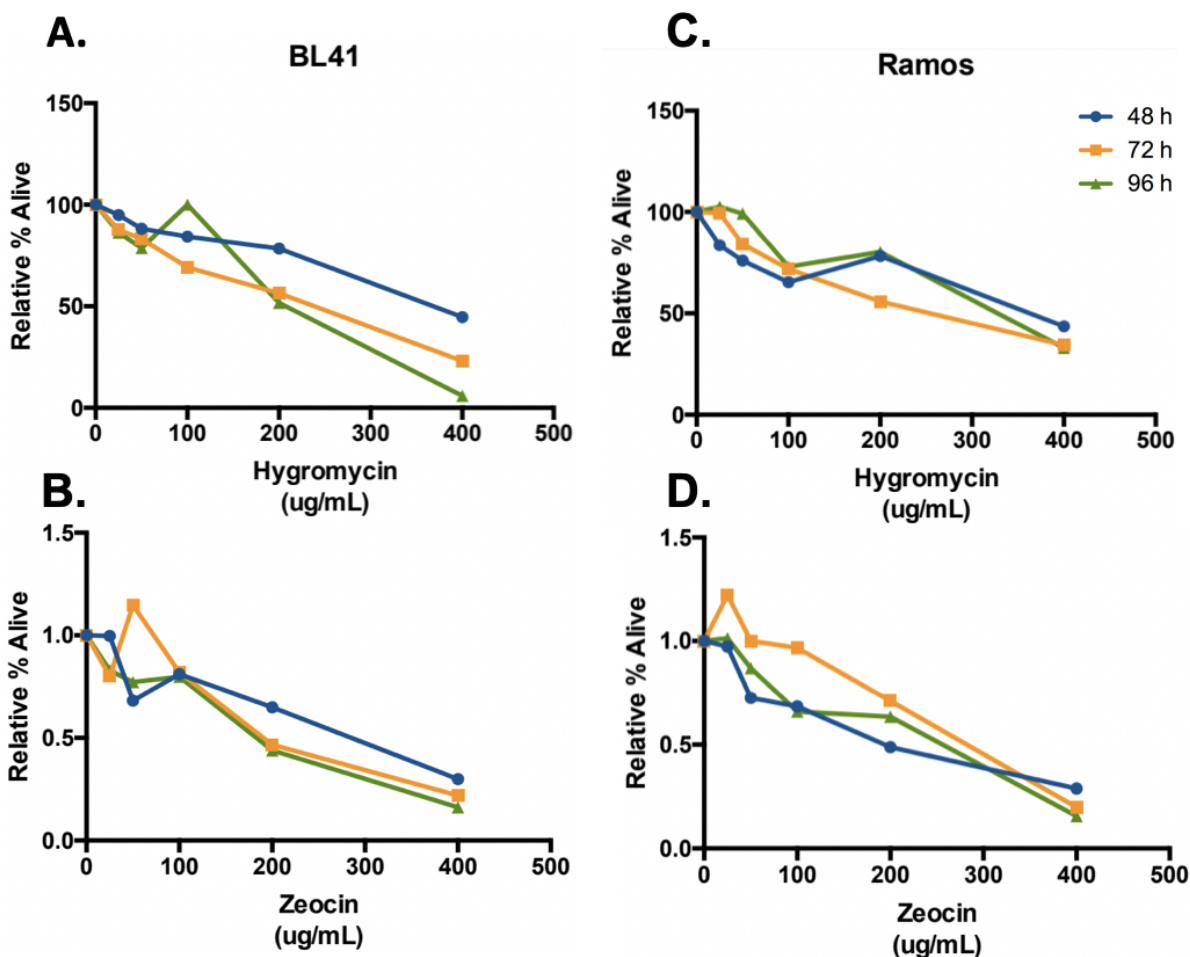 A.
BL41
150
100
50
0
Relative % Alive
0 100 200 300 400 500
Hygromycin
(ug/mL)
B.
1.5
1.0
0.5
0.0
Relative % Alive
0 100 200 300 400 500
Zeocin
(ug/mL)
C.
Ramos
48 h
72 h
96 h
150
100
50
0
Relative % Alive
0 100 200 300 400 500
Hygromycin
(ug/mL)
D.
1.5
1.0
0.5
0.0
Relative % Alive
0 100 200 300 400 500
Zeocin
(ug/mL)